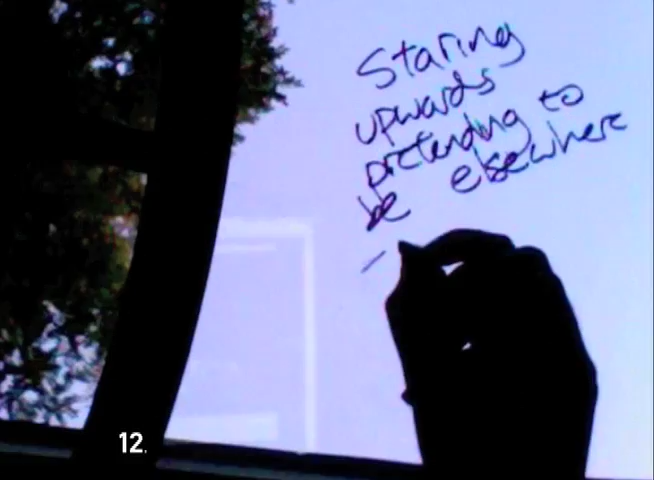 Staring
upwards
pretending to
be elsewhere
12.